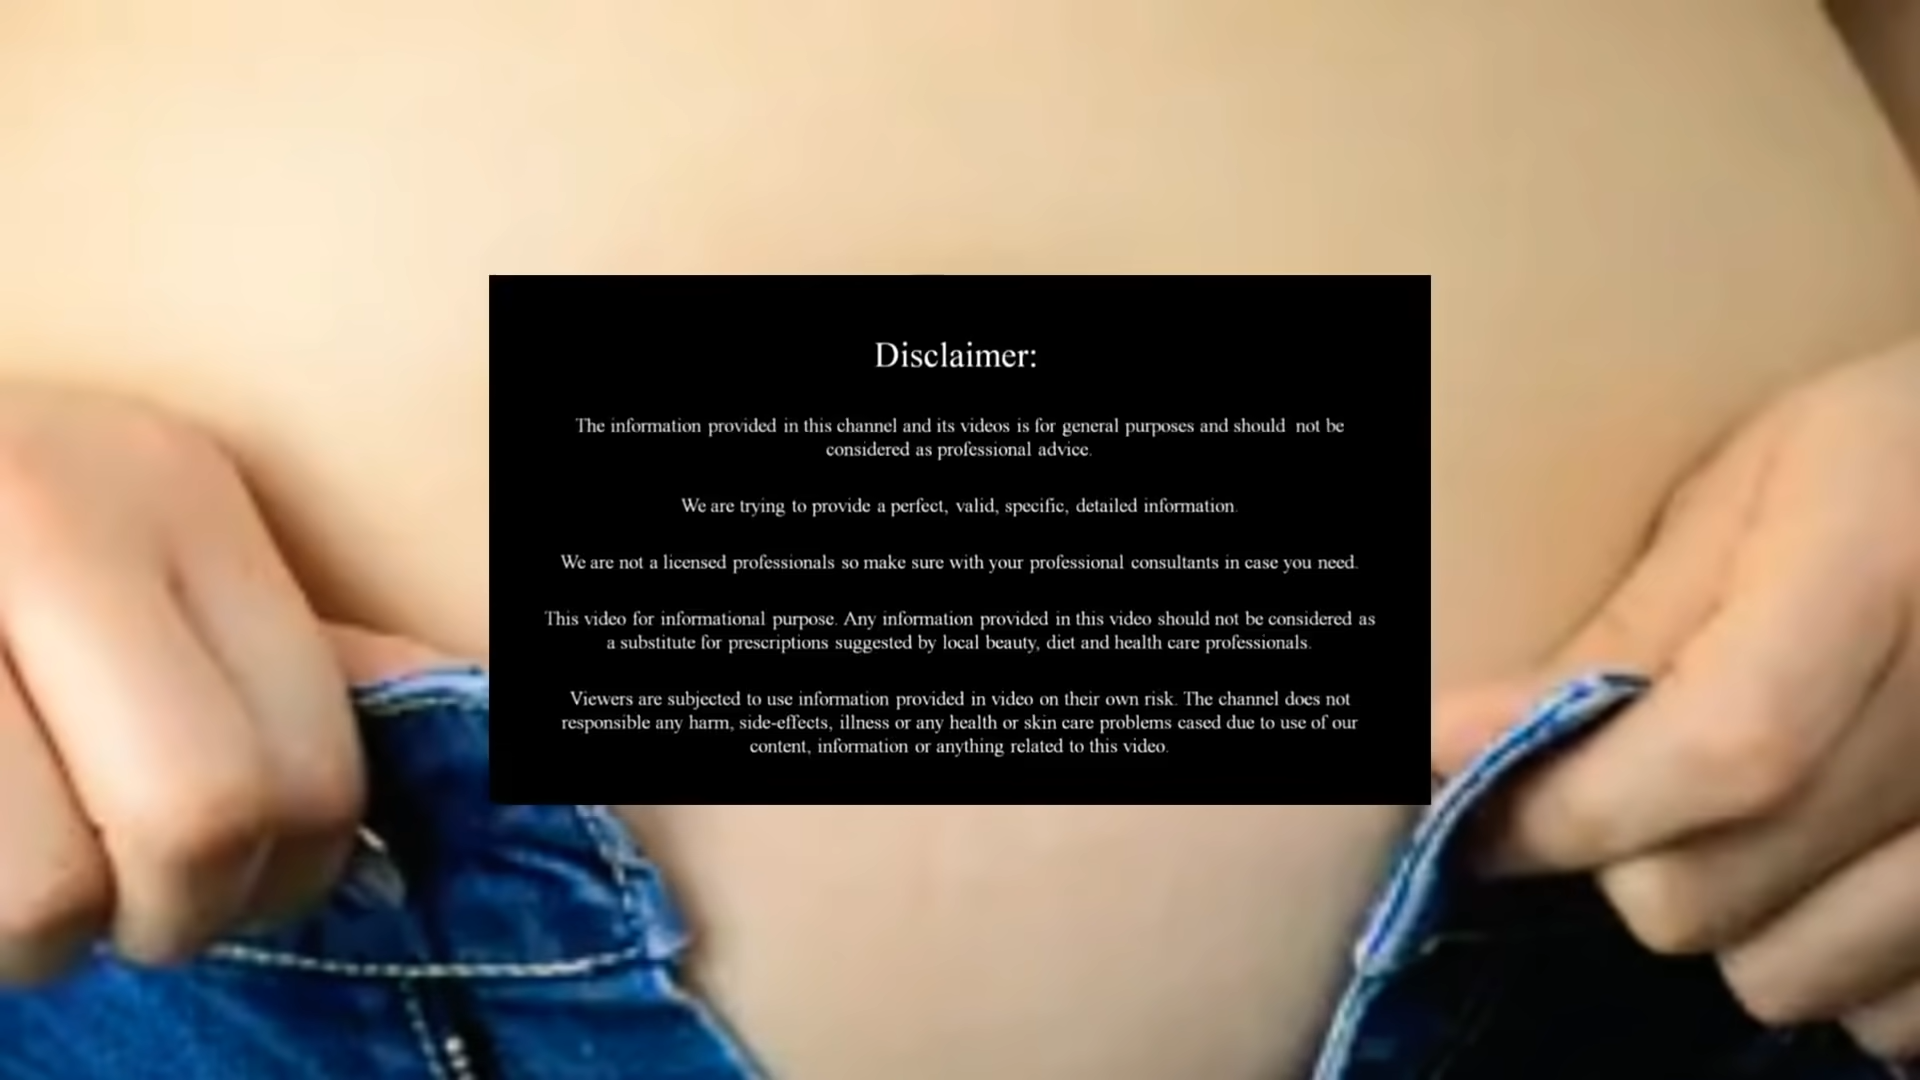 Disclaimer:
The information provided in this channel and its videos is for general purposes and should not be
considered as professional advice.
We are trying to provide a perfect, valid, specific, detailed information.
We are not a licensed professionals so make sure with your professional consultants in case you need.
This video for informational purpose. Any information provided in this video should not be considered as
a substitute for prescriptions suggested by local beauty, diet and health care professionals.
Viewers are subjected to use information provided in video on their own risk. The channel does not
responsible any harm, side-effects, illness or any health or skin care problems cased due to use of our
content, information or anything related to this video.